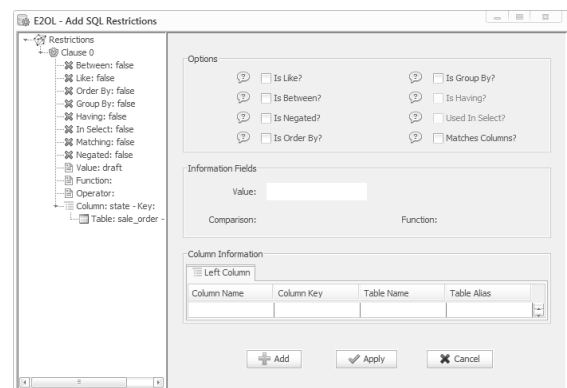 E2OL - Add SQL Restrictions
Restrictions
Clause 0
Between: false
Like: false
Order By: false
Group By: false
Having: false
In Select: false
Matching: false
Negated: false
Value: draft
Function:
Operator:
Column: state - Key:
Table: sale_order -
Options
Is Like?
Is Group By?
Is Between?
Is Having?
Is Negated?
Used In Select?
Is Order By?
Matches Columns?
Information Fields
Value:
Comparison:
Function:
Column Information
Left Column
Column Name
Column Key
Table Name
Table Alias
Add
Apply
Cancel